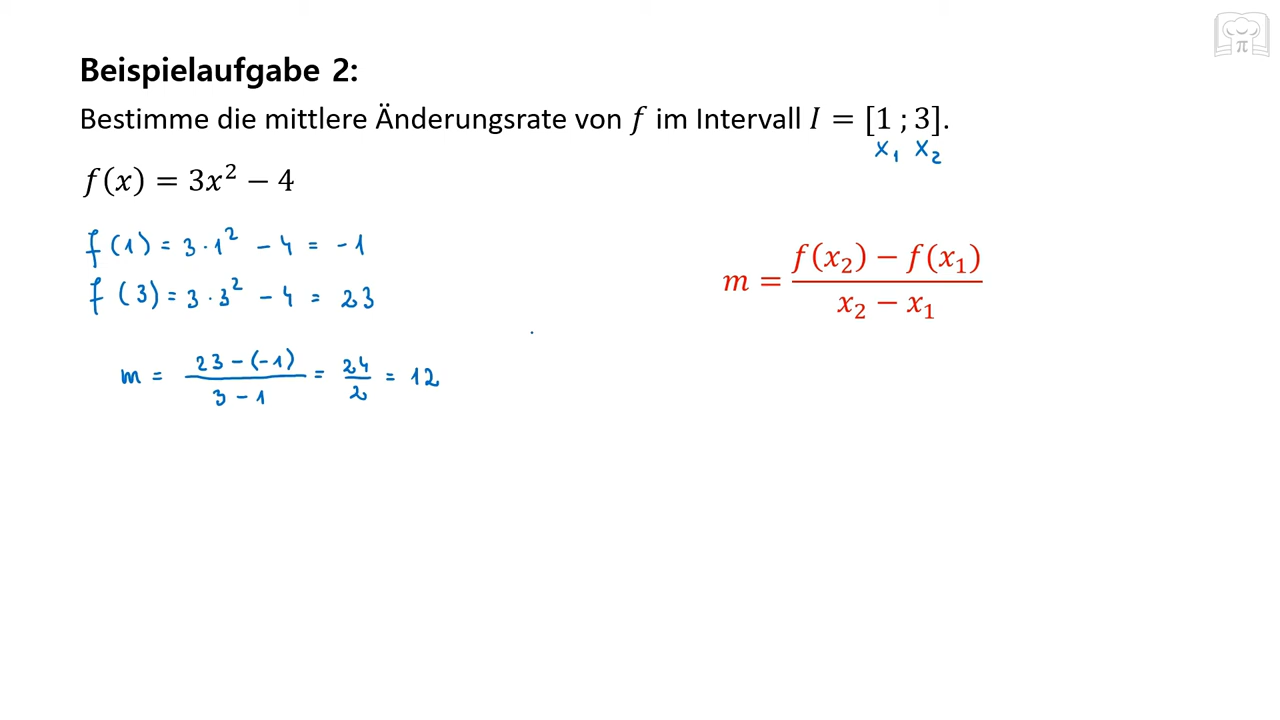 Beispielaufgabe 2:
Bestimme die mittlere Änderungsrate von f im Intervall I = [1 ; 3].
x₁ x₂
f(x) = 3x² − 4
f(1) = 3 · 1² − 4 = −1
f(3) = 3 · 3² − 4 = 23
m = (f(x₂) − f(x₁)) / (x₂ − x₁)
m = (23 − (−1)) / (3 − 1) = 24/2 = 12
π